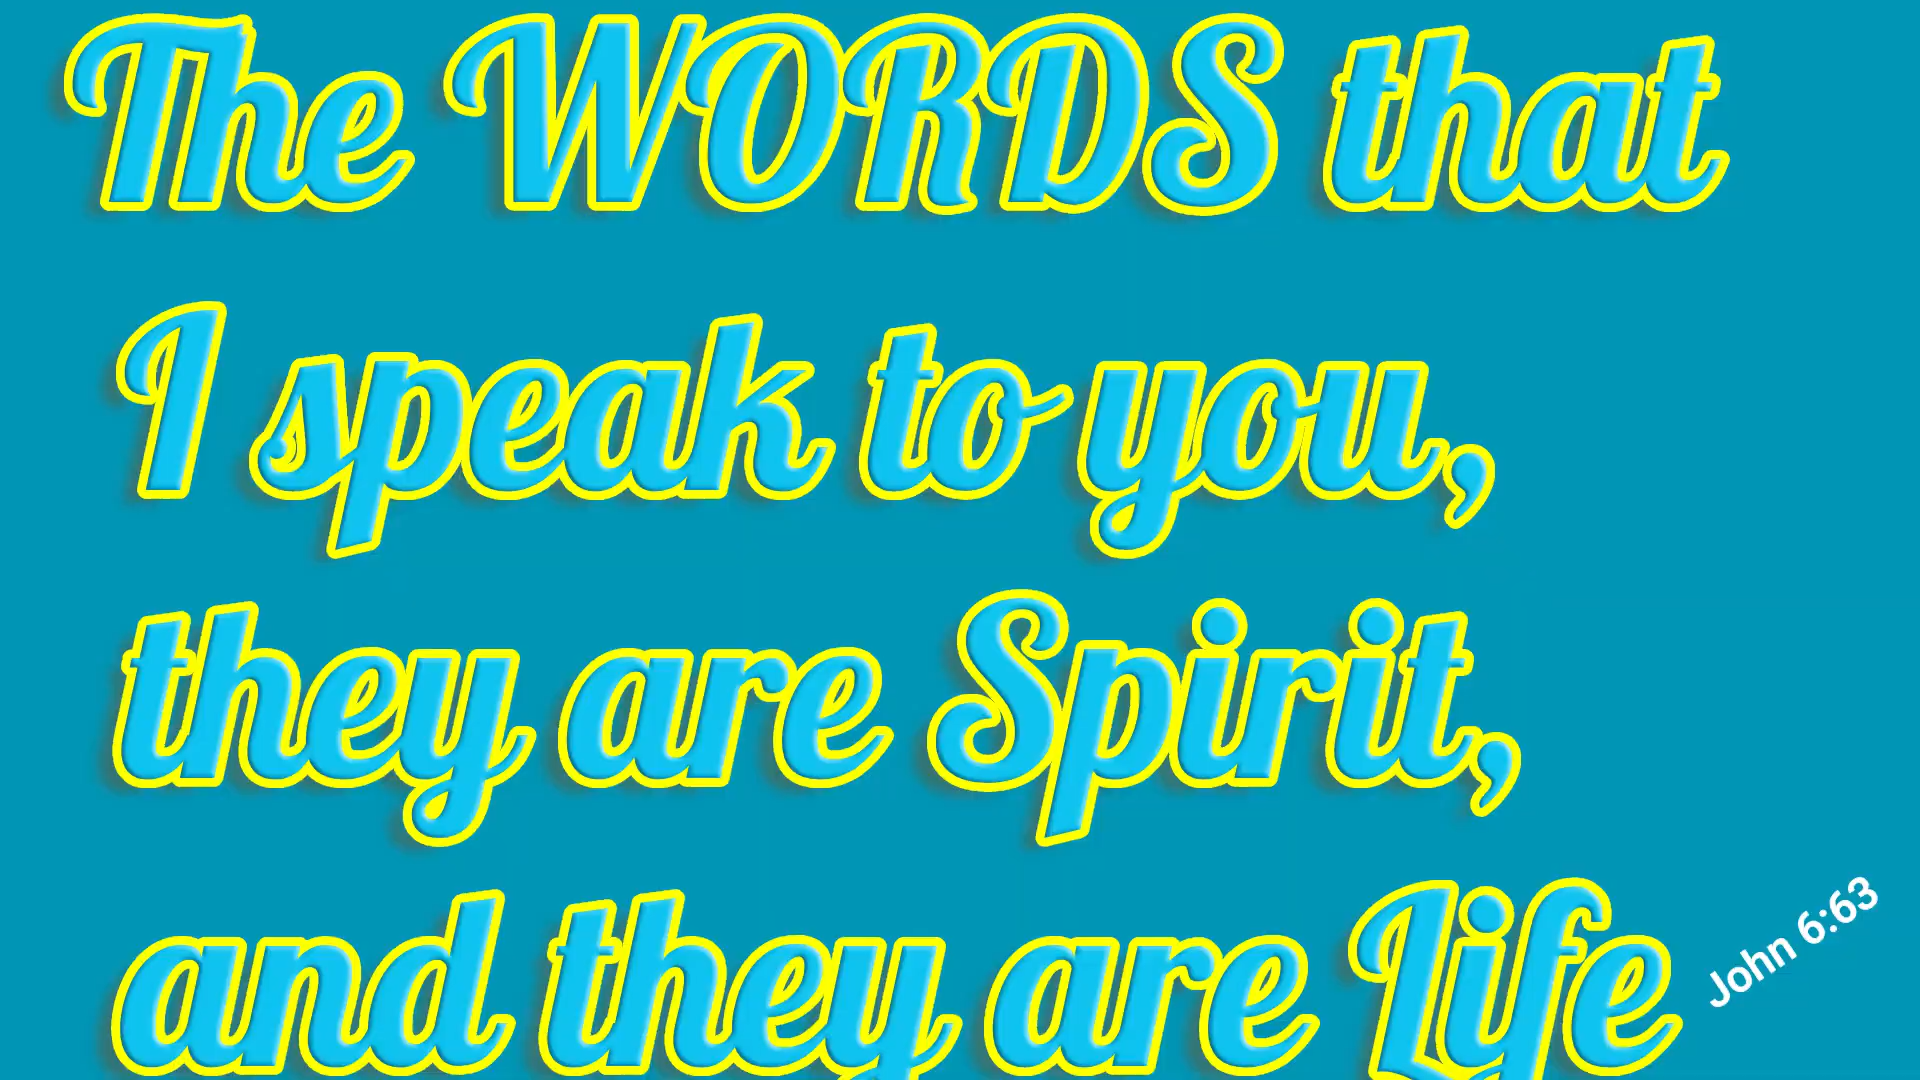 The WORDS that
I speak to you,
they are Spirit,
and they are Life
John 6:63